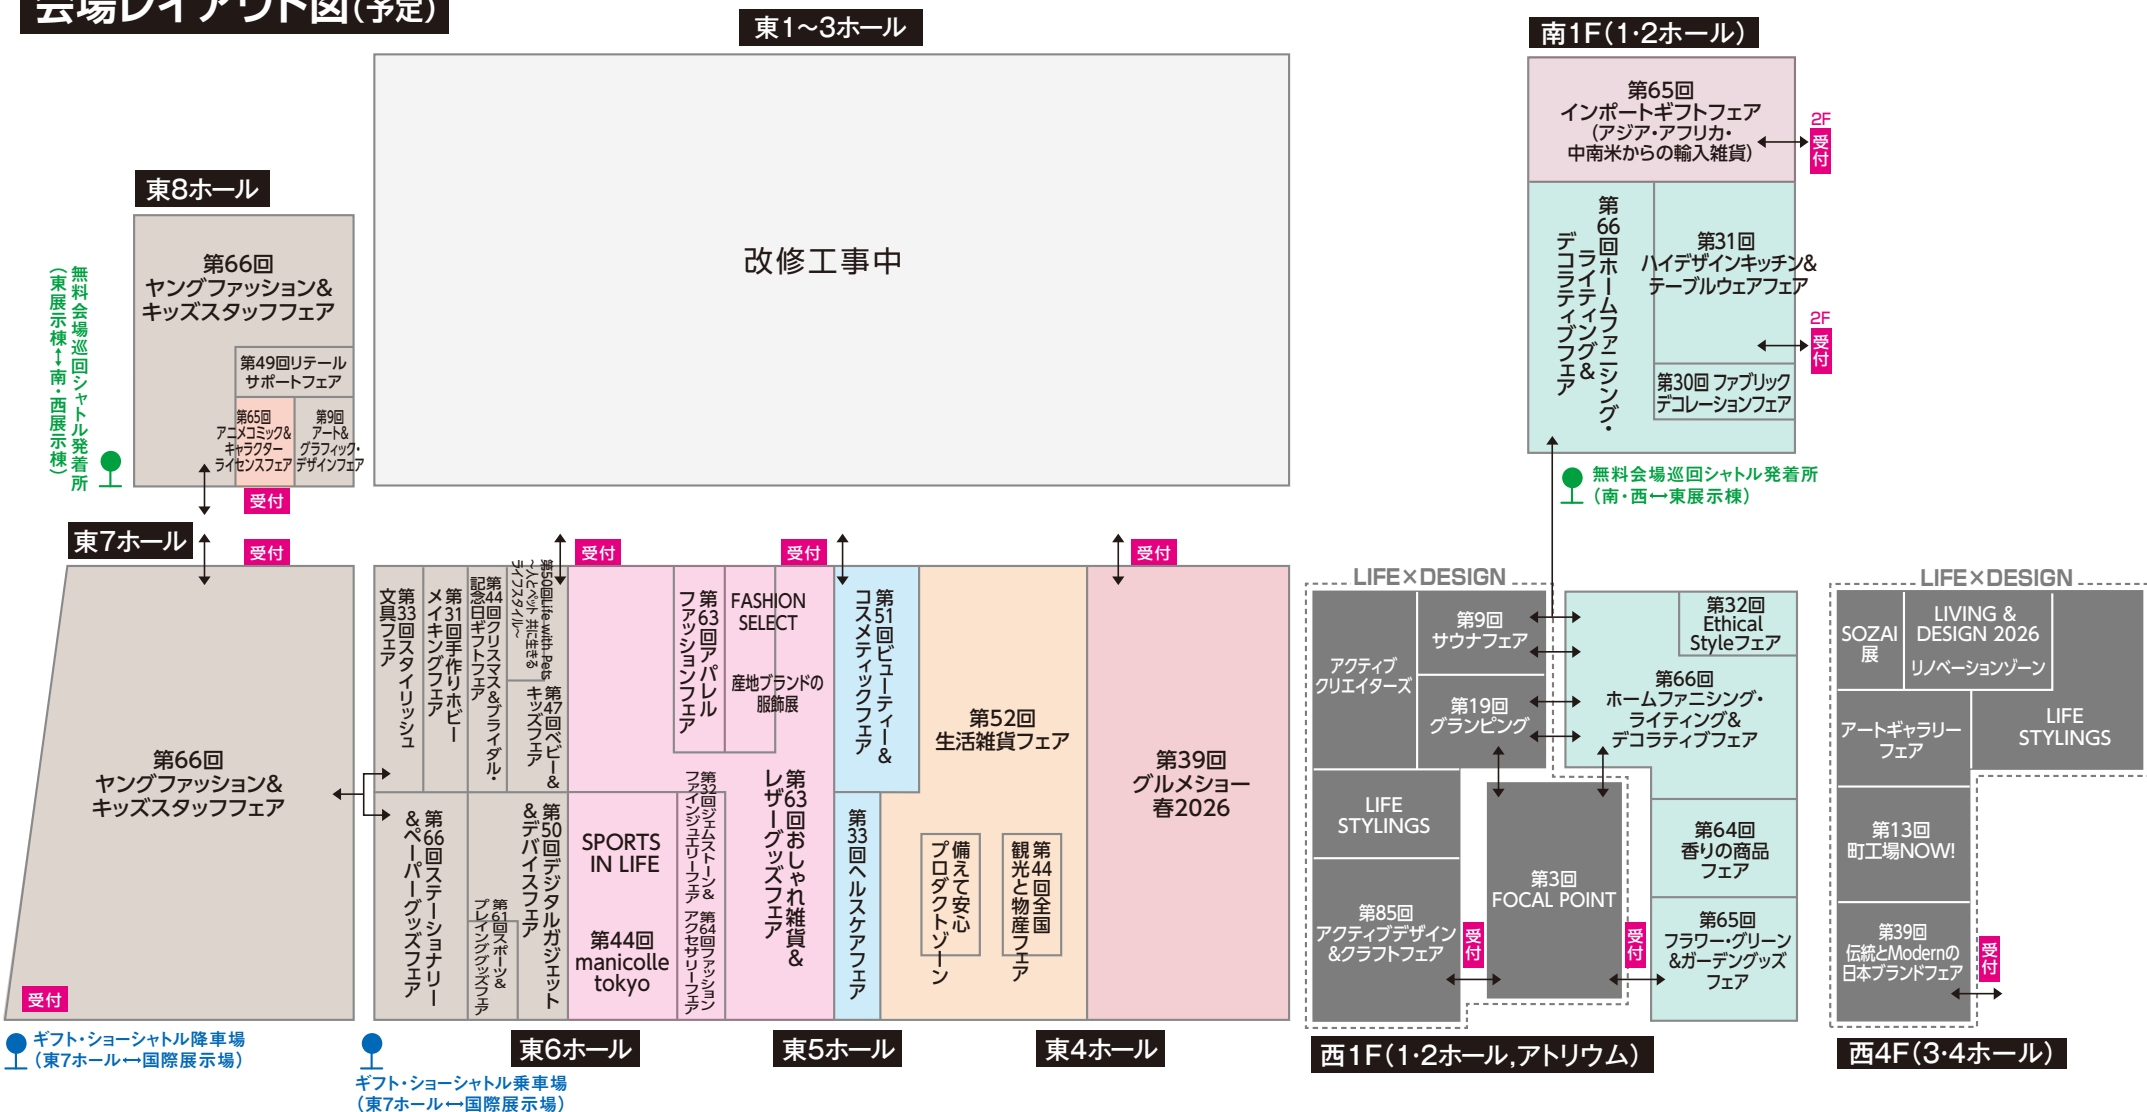 会場レイアウト図(予定)
東1〜3ホール
改修工事中
東8ホール
第66回
ヤングファッション&
キッズスタッフフェア
第49回リテール
サポートフェア
第65回
アニメコミック&
キャラクター
ライセンスフェア
第9回
アート&
グラフィック・
デザインフェア
受付
無料会場巡回シャトル発着所
(東展示棟↔南・西展示棟)
東7ホール
受付
第66回
ヤングファッション&
キッズスタッフフェア
受付
ギフト・ショーシャトル降車場
(東7ホール↔国際展示場)
第33回スタイリッシュ
文具フェア
第31回手作りホビー
メイキングフェア
第44回クリスマス&ブライダル・
記念日ギフトフェア
第50回Life with Pets
〜人とペット 共に生きる
ライフスタイル〜
第47回ベビー&
キッズフェア
第66回ステーショナリー
&ペーパーグッズフェア
第61回スポーツ&
プレインググッズフェア
第50回デジタルガジェット
&デバイスフェア
受付
第63回アパレル
ファッションフェア
FASHION
SELECT
産地ブランドの
服飾展
SPORTS
IN LIFE
第44回
manicolle
tokyo
第32回ジェムストーン&
ファインジュエリーフェア
第64回ファッション
アクセサリーフェア
第63回おしゃれ雑貨&
レザーグッズフェア
受付
第51回ビューティー&
コスメティックフェア
第33回ヘルスケアフェア
第52回
生活雑貨フェア
備えて安心
プロダクトゾーン
第44回全国
観光と物産フェア
受付
第39回
グルメショー
春2026
東6ホール
東5ホール
東4ホール
ギフト・ショーシャトル乗車場
(東7ホール↔国際展示場)
南1F(1・2ホール)
第65回
インポートギフトフェア
(アジア・アフリカ・
中南米からの輸入雑貨)
2F
受付
第66回ホームファニシング・
ライティング&
デコラティブフェア
第31回
ハイデザインキッチン&
テーブルウェアフェア
2F
受付
第30回 ファブリック
デコレーションフェア
無料会場巡回シャトル発着所
(南・西↔東展示棟)
LIFE×DESIGN
アクティブ
クリエイターズ
第9回
サウナフェア
第19回
グランピング
LIFE
STYLINGS
第85回
アクティブデザイン
&クラフトフェア
受付
第3回
FOCAL POINT
受付
第32回
Ethical
Styleフェア
第66回
ホームファニシング・
ライティング&
デコラティブフェア
第64回
香りの商品
フェア
第65回
フラワー・グリーン
&ガーデングッズ
フェア
西1F(1・2ホール,アトリウム)
LIFE×DESIGN
SOZAI
展
LIVING &
DESIGN 2026
リノベーションゾーン
アートギャラリー
フェア
LIFE
STYLINGS
第13回
町工場NOW!
第39回
伝統とModernの
日本ブランドフェア
受付
西4F(3・4ホール)